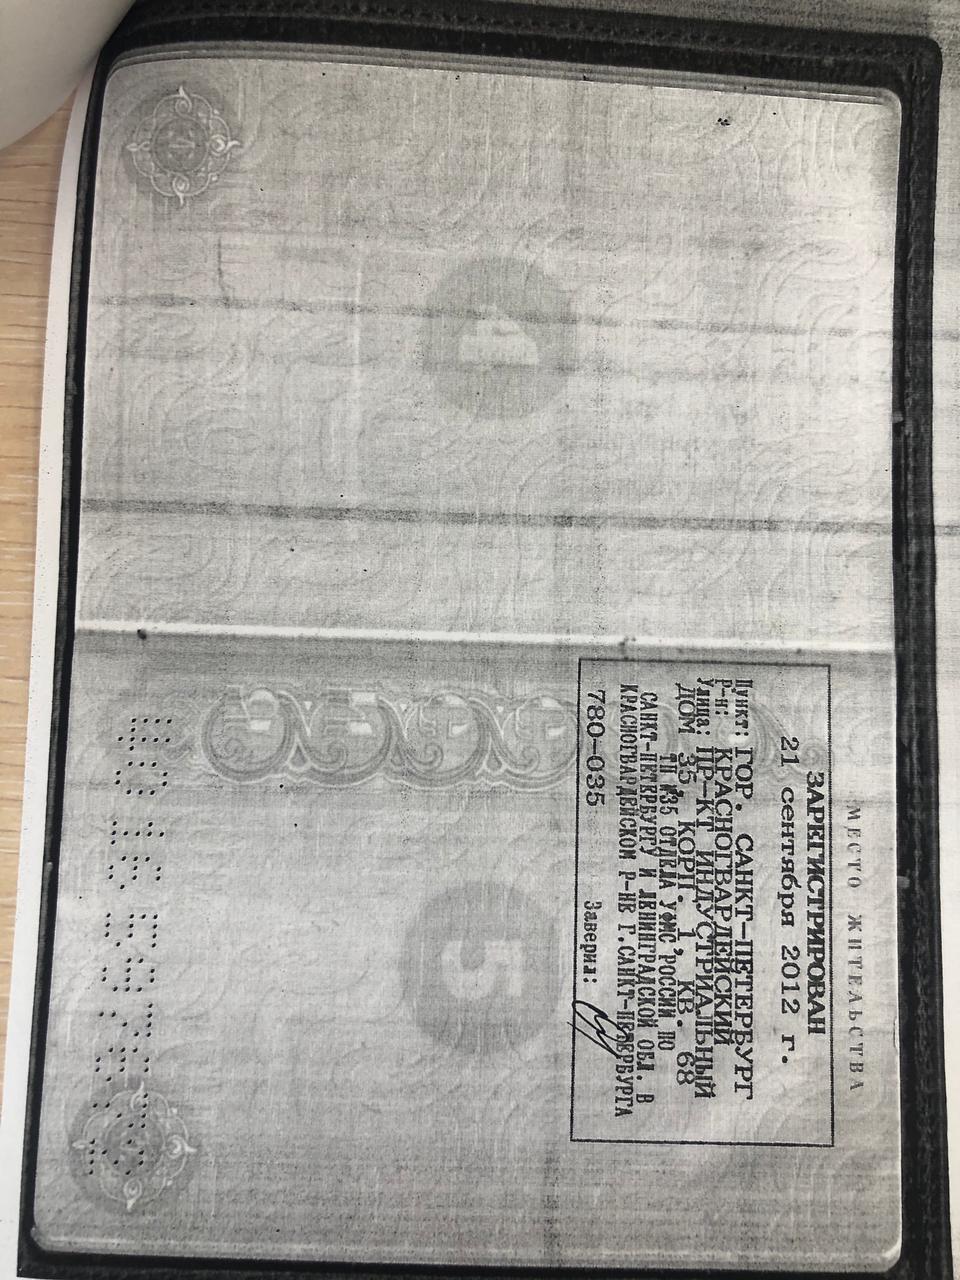 МЕСТО ЖИТЕЛЬСТВА
ЗАРЕГИСТРИРОВАН
21 сентября 2012 г.
Пункт: ГОР. САНКТ-ПЕТЕРБУРГ
Р-н: КРАСНОГВАРДЕЙСКИЙ
Улица: ПР-КТ ИНДУСТРИАЛЬНЫЙ
ДОМ 35, КОРП. 1, КВ. 68
ТП №35 ОТДЕЛА УФМС РОССИИ ПО
САНКТ-ПЕТЕРБУРГУ И ЛЕНИНГРАДСКОЙ ОБЛ. В
КРАСНОГВАРДЕЙСКОМ Р-НЕ Г.САНКТ-ПЕТЕРБУРГА
780-035 Заверил:
5